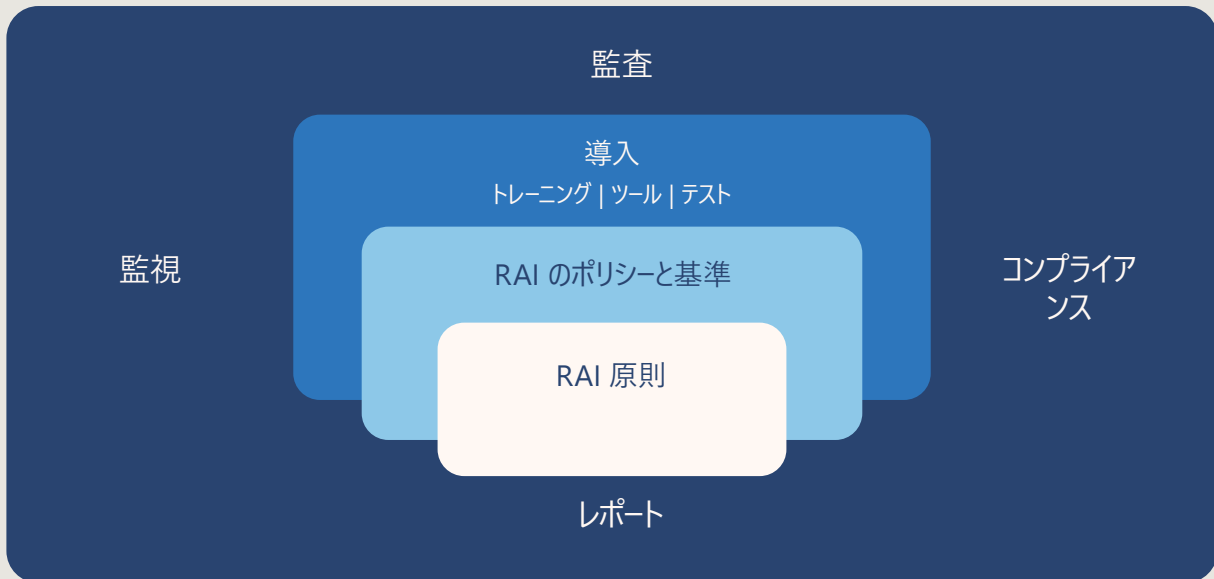 監査
導入
トレーニング | ツール | テスト
監視
RAI のポリシーと基準
コンプライア
ンス
RAI 原則
レポート